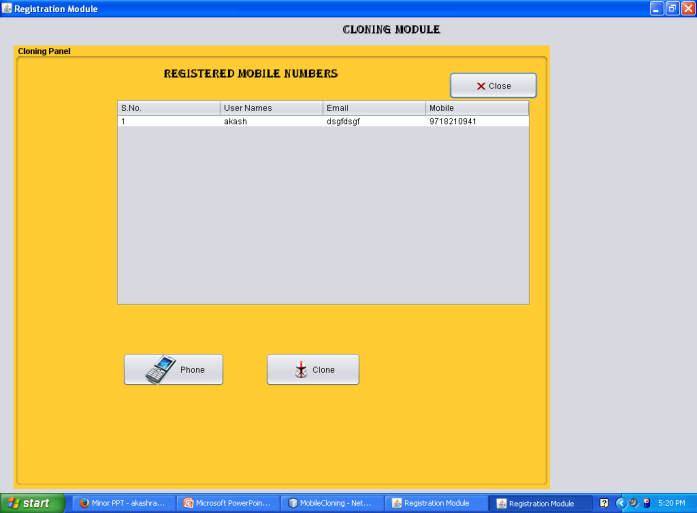 Registration Module
CLONING MODULE
Cloning Panel
REGISTERED MOBILE NUMBERS
Close
S.No. User Names Email Mobile
1 akash dsgfdsgf 9718210941
Phone Clone
start Minor PPT - akashra... Microsoft PowerPoin... MobileCloning - Net... Registration Module Registration Module 5:20 PM